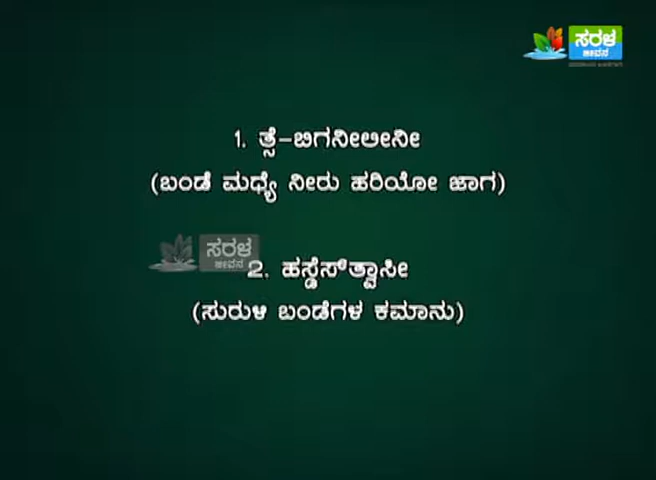 ಸರಳ
ಜೀವನ
1. ತ್ಸೆ-ಬಿಗನೀಲೀನೀ
(ಬಂಡೆ ಮಧ್ಯೆ ನೀರು ಹರಿಯೋ ಜಾಗ)
ಸರಳ
ಜೀವನ
2. ಹಸ್ಡೆಸ್‌ತ್ವಾಸೀ
(ಸುರುಳಿ ಬಂಡೆಗಳ ಕಮಾನು)